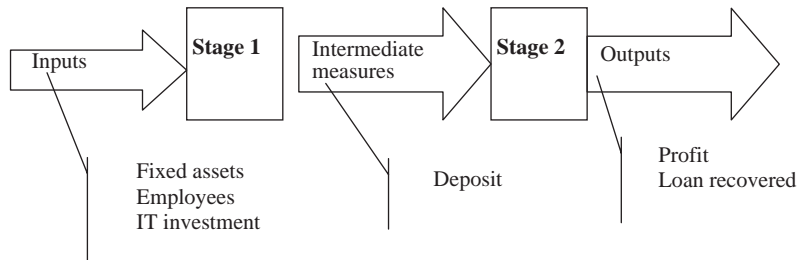 Inputs
Stage 1
Intermediate
measures
Stage 2
Outputs
Fixed assets
Employees
IT investment
Deposit
Profit
Loan recovered